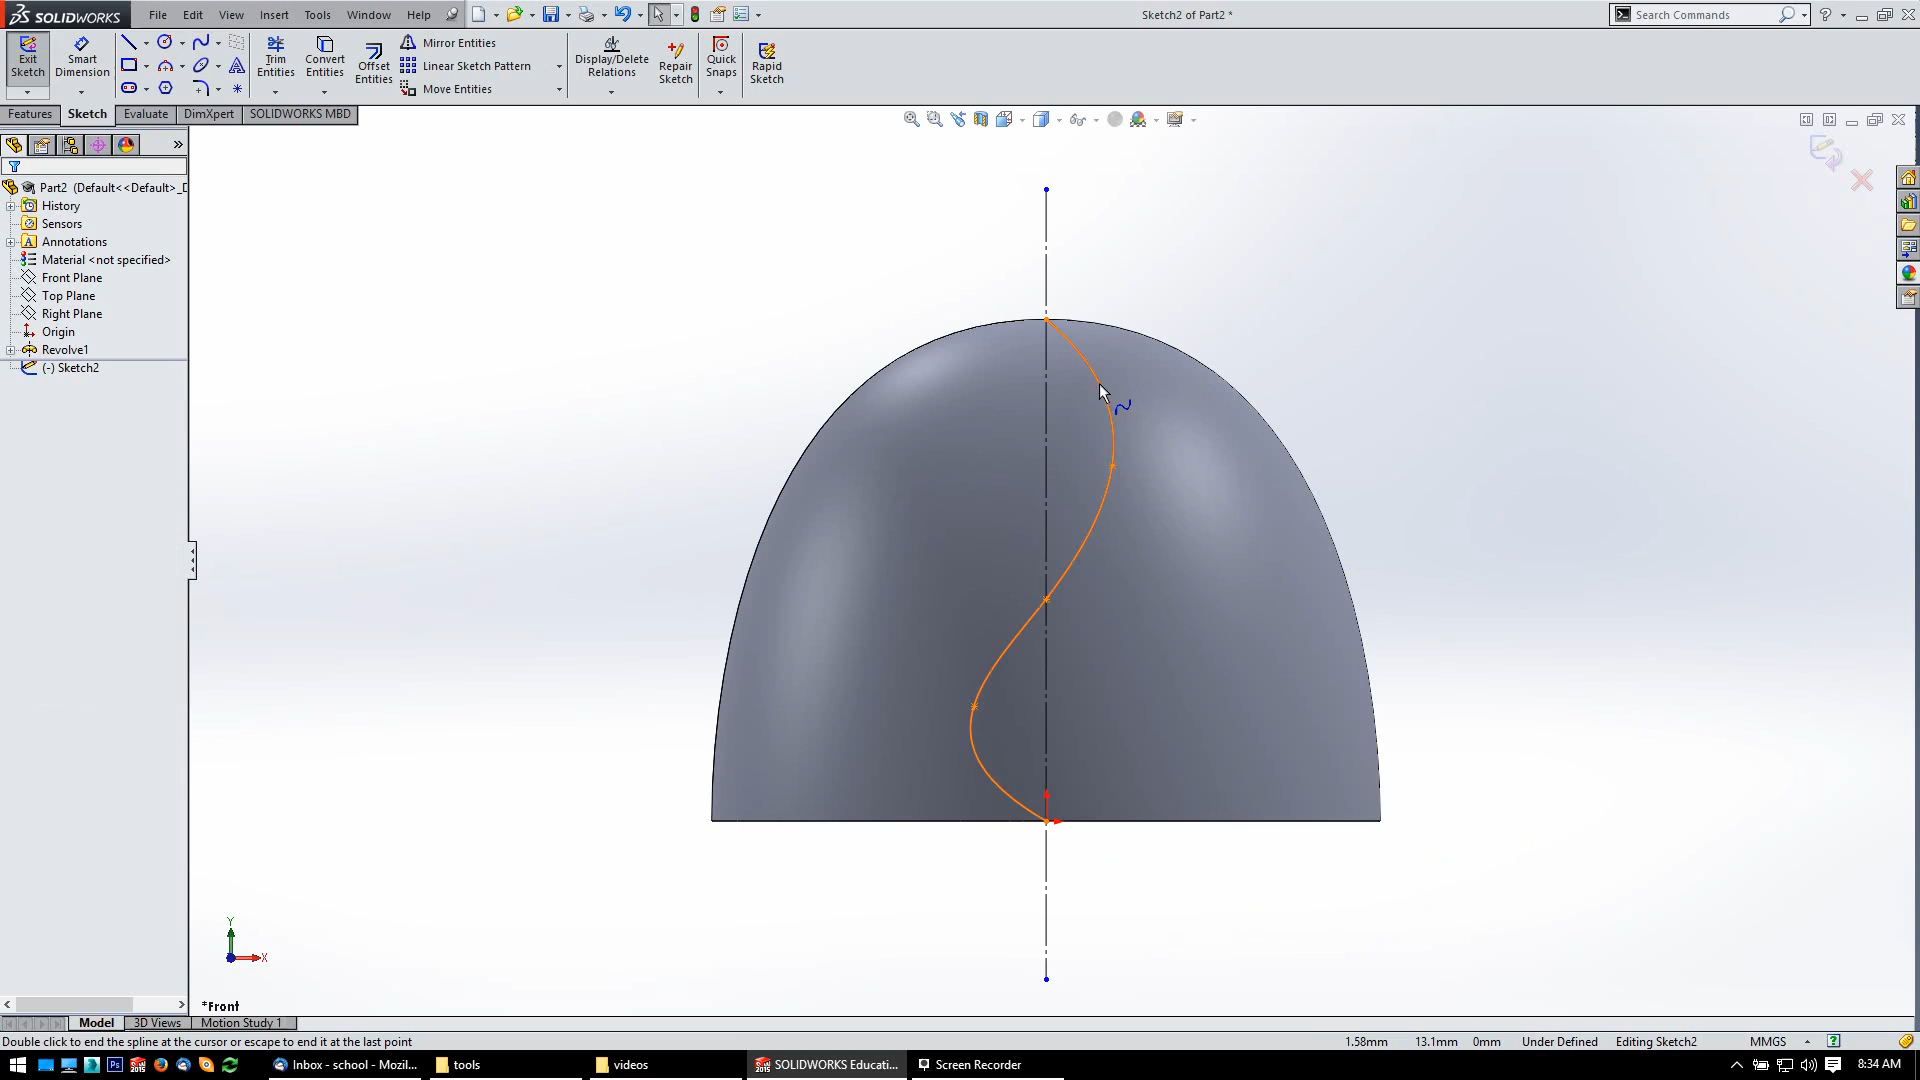 SOLIDWORKS File Edit View Insert Tools Window Help Sketch2 of Part2 * Search Commands
Exit Sketch
Smart Dimension
Trim Entities
Convert Entities
Offset Entities
Mirror Entities
Linear Sketch Pattern
Move Entities
Display/Delete Relations
Repair Sketch
Quick Snaps
Rapid Sketch
Features Sketch Evaluate DimXpert SOLIDWORKS MBD
Part2 (Default<<Default>_D
History
Sensors
Annotations
Material <not specified>
Front Plane
Top Plane
Right Plane
Origin
Revolve1
(-) Sketch2
Y
X
*Front
Model 3D Views Motion Study 1
Double click to end the spline at the cursor or escape to end it at the last point 1.58mm 13.1mm 0mm Under Defined Editing Sketch2 MMGS
Inbox - school - Mozil... tools videos SOLIDWORKS Educati... Screen Recorder 8:34 AM